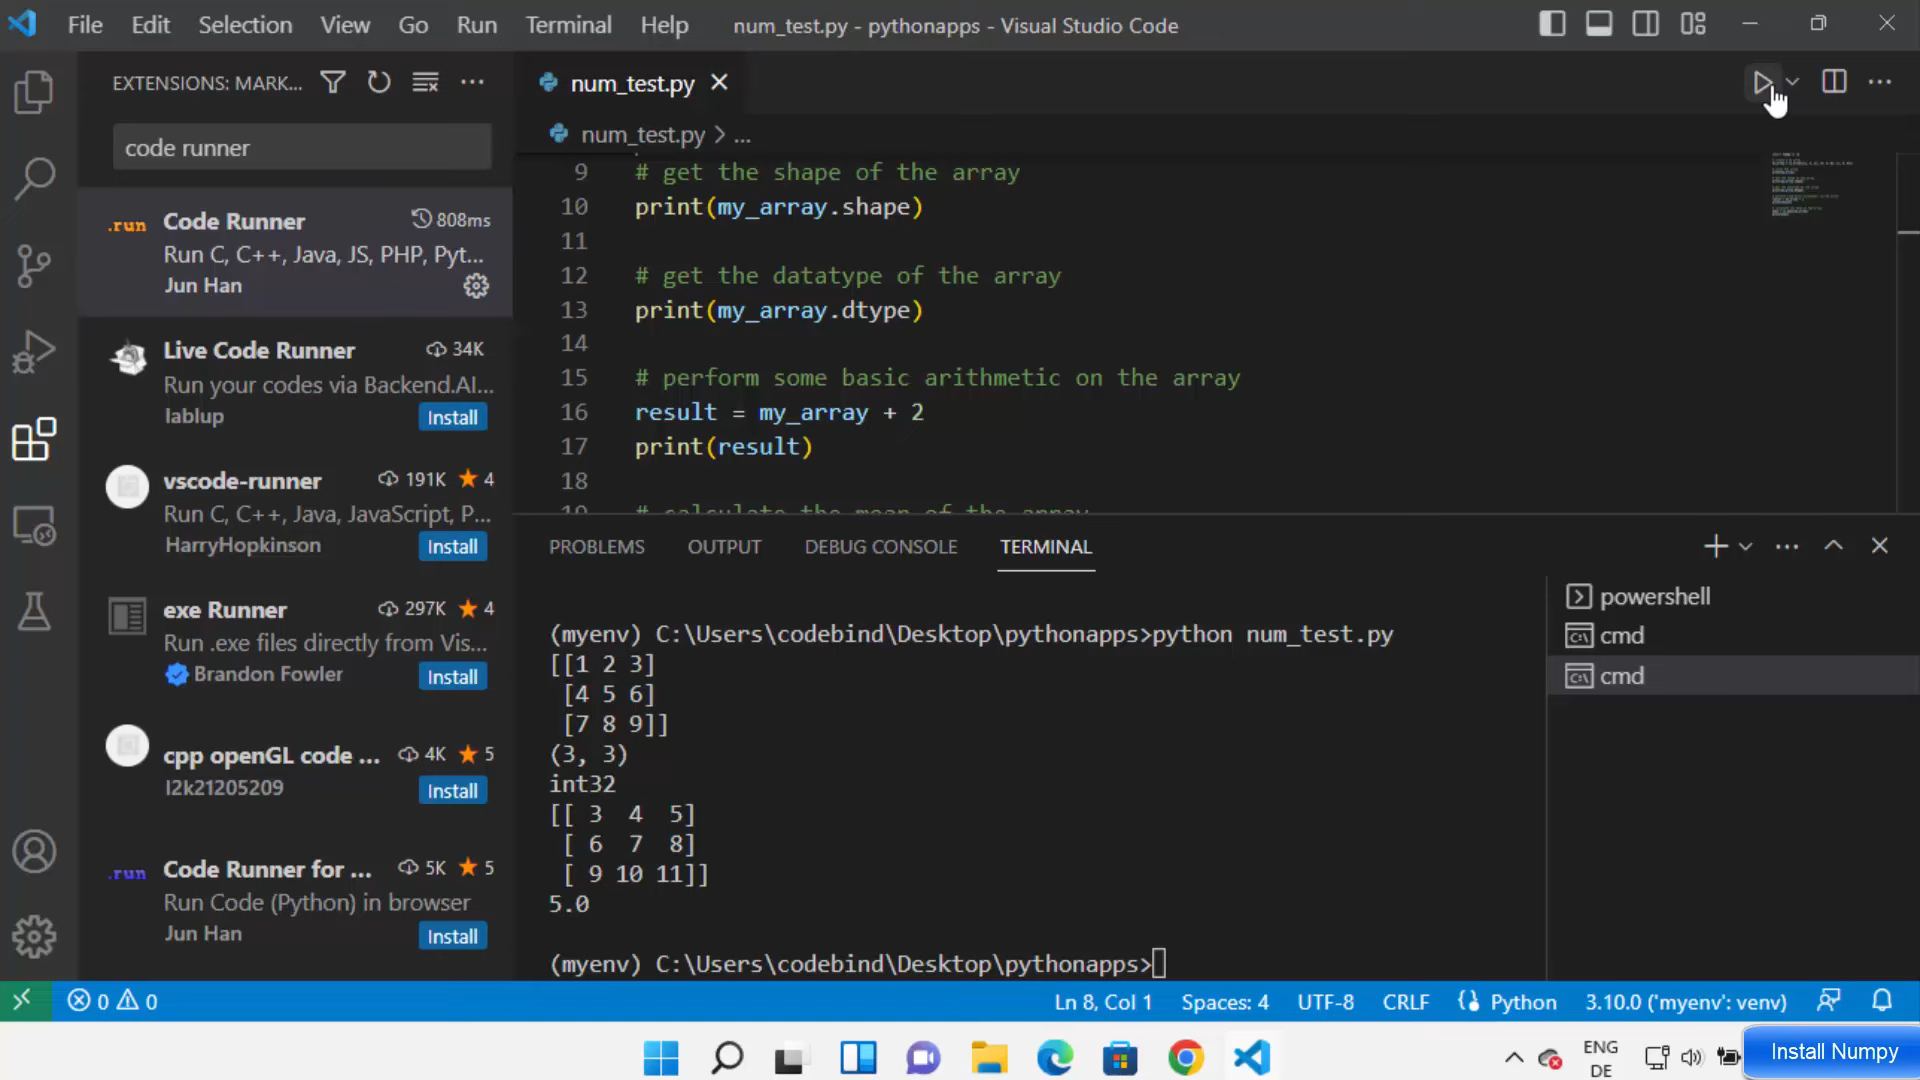 File Edit Selection View Go Run Terminal Help num_test.py - pythonapps - Visual Studio Code
EXTENSIONS: MARK...
code runner
.run Code Runner 808ms
Run C, C++, Java, JS, PHP, Pyt...
Jun Han
Live Code Runner 34K
Run your codes via Backend.AI...
lablup Install
vscode-runner 191K ★ 4
Run C, C++, Java, JavaScript, P...
HarryHopkinson Install
exe Runner 297K ★ 4
Run .exe files directly from Vis...
Brandon Fowler Install
cpp openGL code ... 4K ★ 5
l2k21205209 Install
.run Code Runner for ... 5K ★ 5
Run Code (Python) in browser
Jun Han Install
num_test.py
num_test.py > ...
9 # get the shape of the array
10 print(my_array.shape)
11
12 # get the datatype of the array
13 print(my_array.dtype)
14
15 # perform some basic arithmetic on the array
16 result = my_array + 2
17 print(result)
18
19 # calculate the mean of the array
PROBLEMS OUTPUT DEBUG CONSOLE TERMINAL
(myenv) C:\Users\codebind\Desktop\pythonapps>python num_test.py
[[1 2 3]
[4 5 6]
[7 8 9]]
(3, 3)
int32
[[ 3 4 5]
[ 6 7 8]
[ 9 10 11]]
5.0
(myenv) C:\Users\codebind\Desktop\pythonapps>
powershell
cmd
cmd
0 0 Ln 8, Col 1 Spaces: 4 UTF-8 CRLF Python 3.10.0 ('myenv': venv)
ENG
DE
Install Numpy